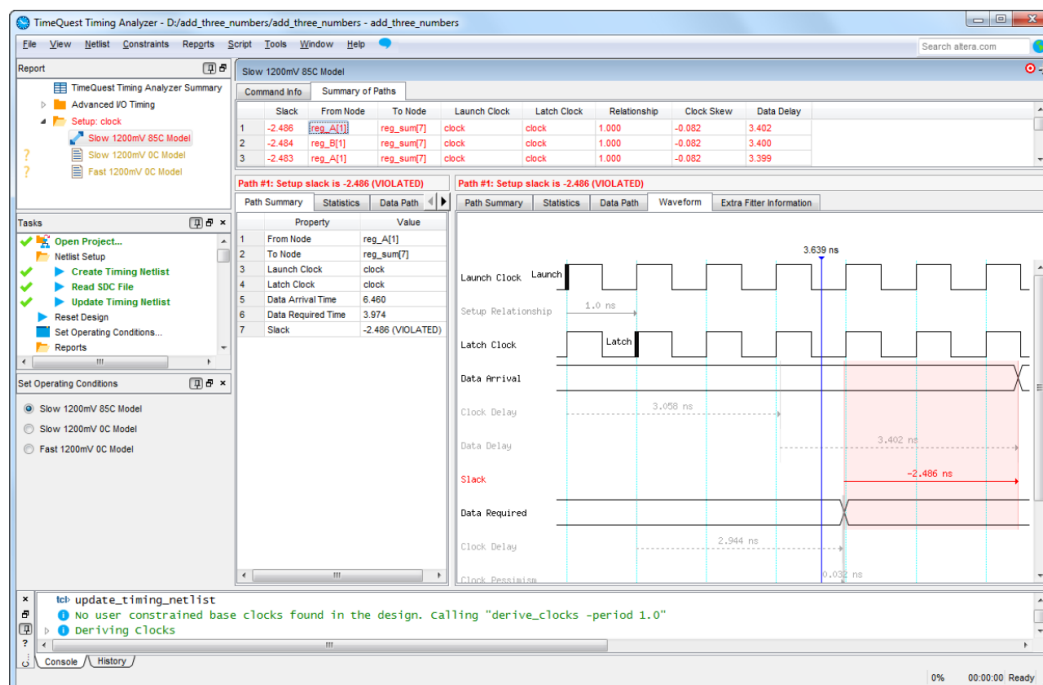 TimeQuest Timing Analyzer - D:/add_three_numbers/add_three_numbers - add_three_numbers
File View Netlist Constraints Reports Script Tools Window Help
Search altera.com
Report
TimeQuest Timing Analyzer Summary
Advanced I/O Timing
Setup: clock
Slow 1200mV 85C Model
? Slow 1200mV 0C Model
? Fast 1200mV 0C Model
Tasks
Open Project...
Netlist Setup
Create Timing Netlist
Read SDC File
Update Timing Netlist
Reset Design
Set Operating Conditions...
Reports
Set Operating Conditions
Slow 1200mV 85C Model
Slow 1200mV 0C Model
Fast 1200mV 0C Model
Slow 1200mV 85C Model
Command Info Summary of Paths
Slack From Node To Node Launch Clock Latch Clock Relationship Clock Skew Data Delay
1 -2.486 reg_A[1] reg_sum[7] clock clock 1.000 -0.082 3.402
2 -2.484 reg_B[1] reg_sum[7] clock clock 1.000 -0.082 3.400
3 -2.483 reg_A[1] reg_sum[7] clock clock 1.000 -0.082 3.399
Path #1: Setup slack is -2.486 (VIOLATED)
Path Summary Statistics Data Path
Property Value
1 From Node reg_A[1]
2 To Node reg_sum[7]
3 Launch Clock clock
4 Latch Clock clock
5 Data Arrival Time 6.460
6 Data Required Time 3.974
7 Slack -2.486 (VIOLATED)
Path #1: Setup slack is -2.486 (VIOLATED)
Path Summary Statistics Data Path Waveform Extra Fitter Information
3.639 ns
Launch Clock Launch
Setup Relationship 1.0 ns
Latch Clock Latch
Data Arrival
Clock Delay 3.058 ns
Data Delay 3.402 ns
Slack -2.486 ns
Data Required
Clock Delay 2.944 ns
Clock Pessimism 0.032 ns
tcl> update_timing_netlist
No user constrained base clocks found in the design. Calling "derive_clocks -period 1.0"
Deriving Clocks
Console History
0% 00:00:00 Ready